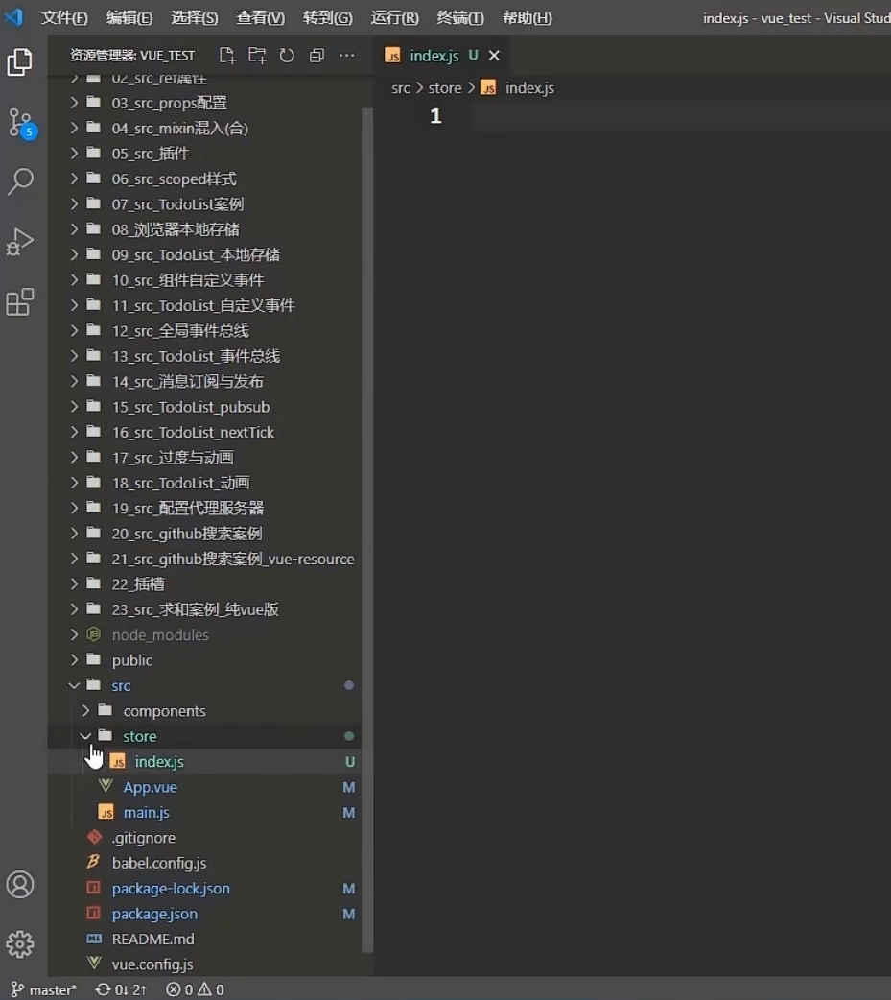 文件(F) 编辑(E) 选择(S) 查看(V) 转到(G) 运行(R) 终端(T) 帮助(H) index.js - vue_test - Visual Stud
资源管理器: VUE_TEST
index.js U
src > store > JS index.js
1
02_src_ref属性
03_src_props配置
04_src_mixin混入(合)
05_src_插件
06_src_scoped样式
07_src_TodoList案例
08_浏览器本地存储
09_src_TodoList_本地存储
10_src_组件自定义事件
11_src_TodoList_自定义事件
12_src_全局事件总线
13_src_TodoList_事件总线
14_src_消息订阅与发布
15_src_TodoList_pubsub
16_src_TodoList_nextTick
17_src_过度与动画
18_src_TodoList_动画
19_src_配置代理服务器
20_src_github搜索案例
21_src_github搜索案例_vue-resource
22_插槽
23_src_求和案例_纯vue版
node_modules
public
src
components
store
JS index.js U
App.vue M
JS main.js M
.gitignore
babel.config.js
package-lock.json M
package.json M
README.md
vue.config.js
5
master* 0↓ 2↑ 0 0